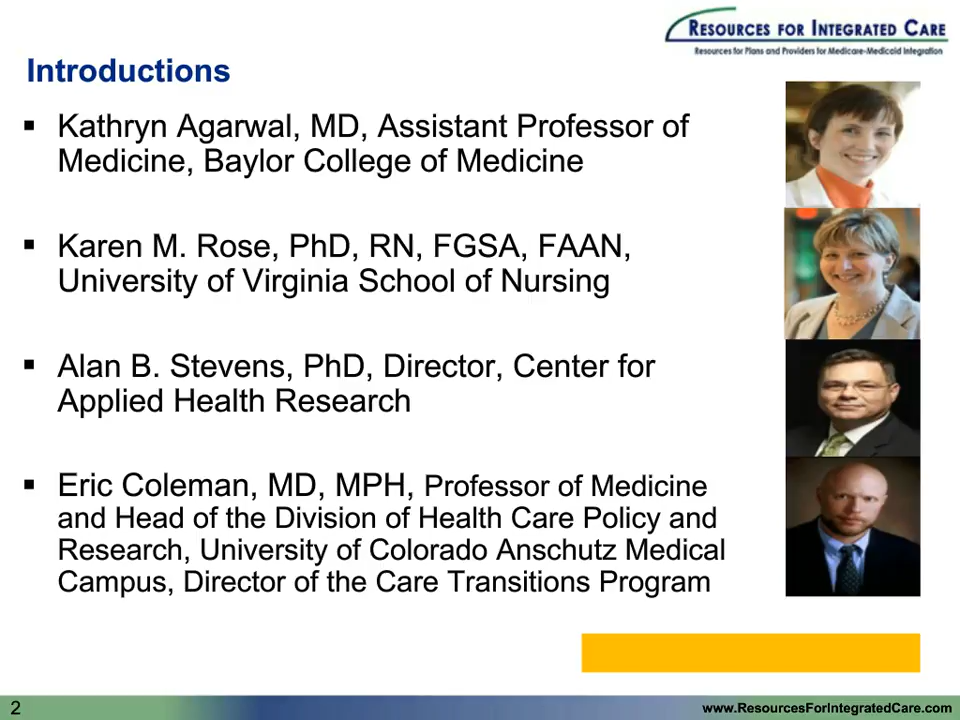 RESOURCES FOR INTEGRATED CARE
Resources for Plans and Providers for Medicare-Medicaid Integration
Introductions
▪ Kathryn Agarwal, MD, Assistant Professor of
Medicine, Baylor College of Medicine
▪ Karen M. Rose, PhD, RN, FGSA, FAAN,
University of Virginia School of Nursing
▪ Alan B. Stevens, PhD, Director, Center for
Applied Health Research
▪ Eric Coleman, MD, MPH, Professor of Medicine
and Head of the Division of Health Care Policy and
Research, University of Colorado Anschutz Medical
Campus, Director of the Care Transitions Program
2
www.ResourcesForIntegratedCare.com